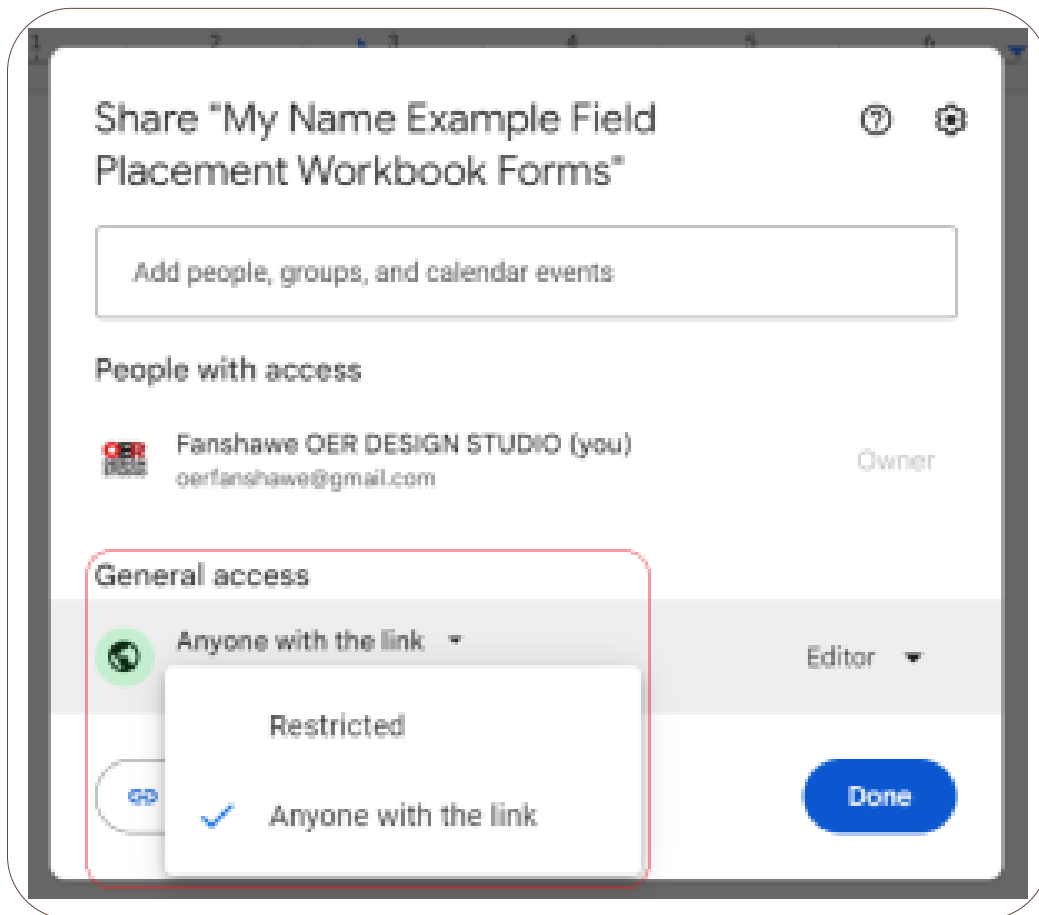 1 2 3 4 5 6
Share "My Name Example Field
Placement Workbook Forms"
Add people, groups, and calendar events
People with access
OER
Fanshawe OER DESIGN STUDIO (you)
oerfanshawe@gmail.com
Owner
General access
Anyone with the link
Editor
Restricted
Anyone with the link
Done